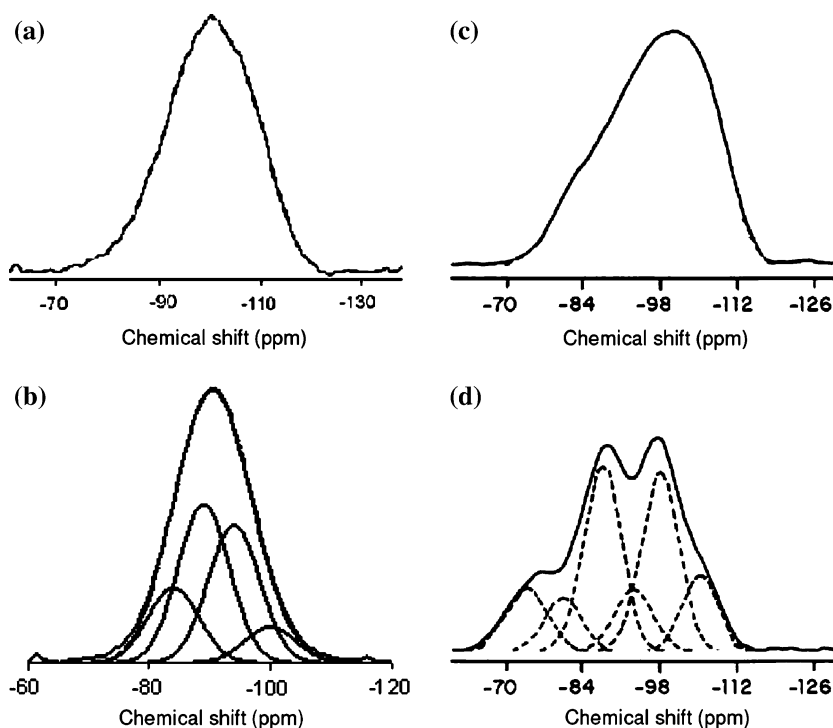 (a)
-70 -90 -110 -130
Chemical shift (ppm)
(c)
-70 -84 -98 -112 -126
Chemical shift (ppm)
(b)
-60 -80 -100 -120
Chemical shift (ppm)
(d)
-70 -84 -98 -112 -126
Chemical shift (ppm)